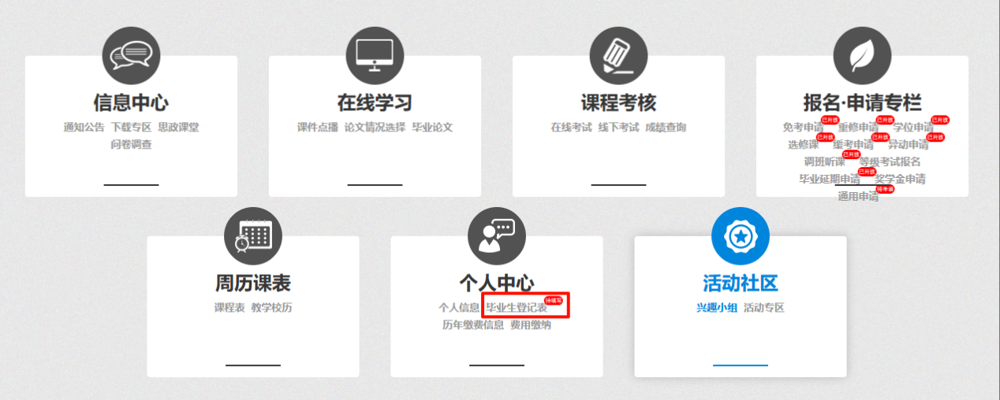 信息中心
通知公告 下载专区 思政课堂
问卷调查
在线学习
课件点播 论文情况选择 毕业论文
课程考核
在线考试 线下考试 成绩查询
报名·申请专栏
免考申请 已开放 重修申请 已开放 学位申请 已开放
选修课 已开放 缓考申请 已开放 异动申请 已开放
调班听课 已开放 等级考试报名
毕业延期申请 已开放 奖学金申请
通用申请 待申请
周历课表
课程表 教学校历
个人中心
个人信息 毕业生登记表 待填写
历年缴费信息 费用缴纳
活动社区
兴趣小组 活动专区